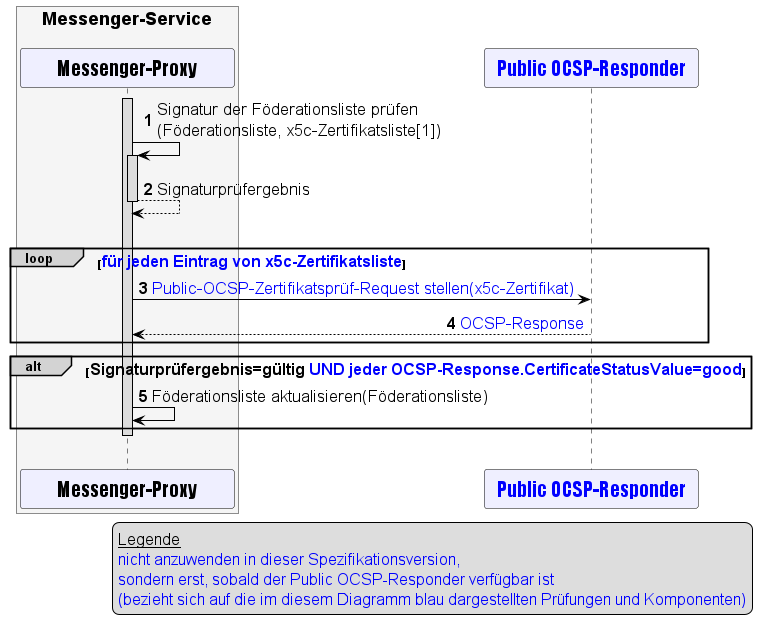 Messenger-Service
Messenger-Proxy
Public OCSP-Responder
1 Signatur der Föderationsliste prüfen
(Föderationsliste, x5c-Zertifikatsliste[1])
2 Signaturprüfergebnis
loop [für jeden Eintrag von x5c-Zertifikatsliste]
3 Public-OCSP-Zertifikatsprüf-Request stellen(x5c-Zertifikat)
4 OCSP-Response
alt [Signaturprüfergebnis=gültig UND jeder OCSP-Response.CertificateStatusValue=good]
5 Föderationsliste aktualisieren(Föderationsliste)
Messenger-Proxy
Public OCSP-Responder
Legende
nicht anzuwenden in dieser Spezifikationsversion,
sondern erst, sobald der Public OCSP-Responder verfügbar ist
(bezieht sich auf die im diesem Diagramm blau dargestellten Prüfungen und Komponenten)